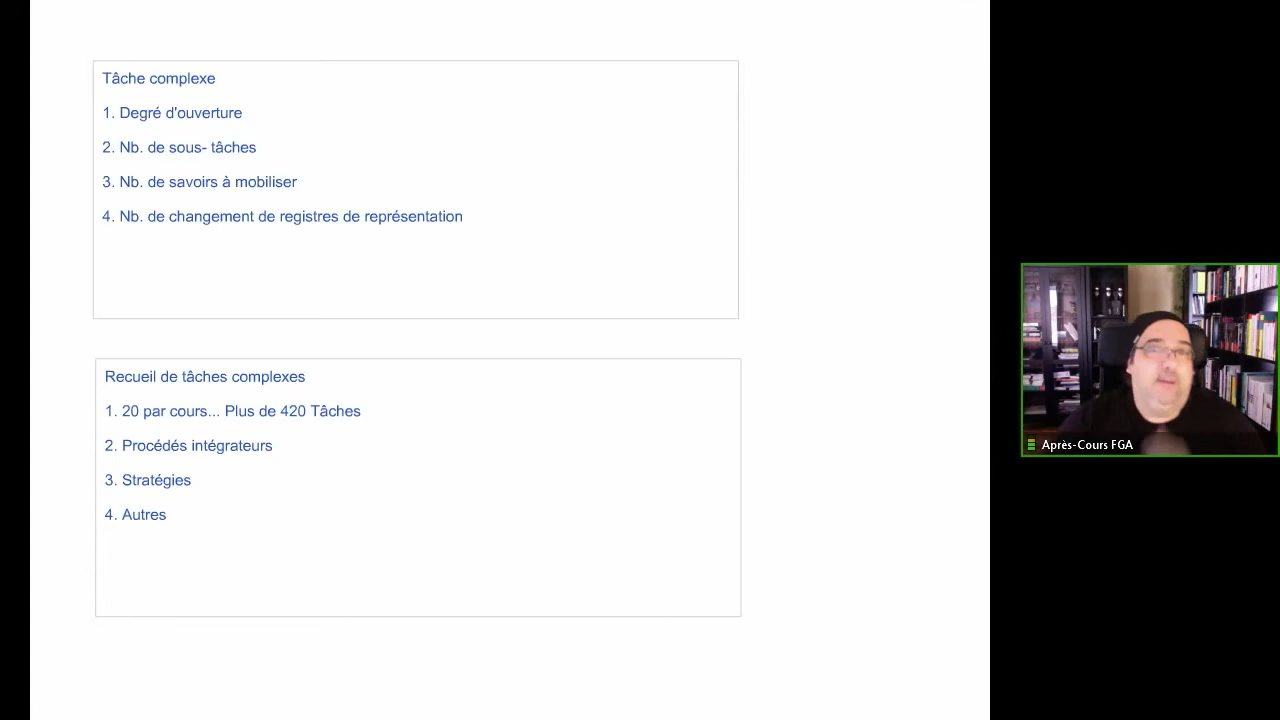 Tâche complexe
1. Degré d'ouverture
2. Nb. de sous- tâches
3. Nb. de savoirs à mobiliser
4. Nb. de changement de registres de représentation
Recueil de tâches complexes
1. 20 par cours... Plus de 420 Tâches
2. Procédés intégrateurs
3. Stratégies
4. Autres
Après-Cours FGA